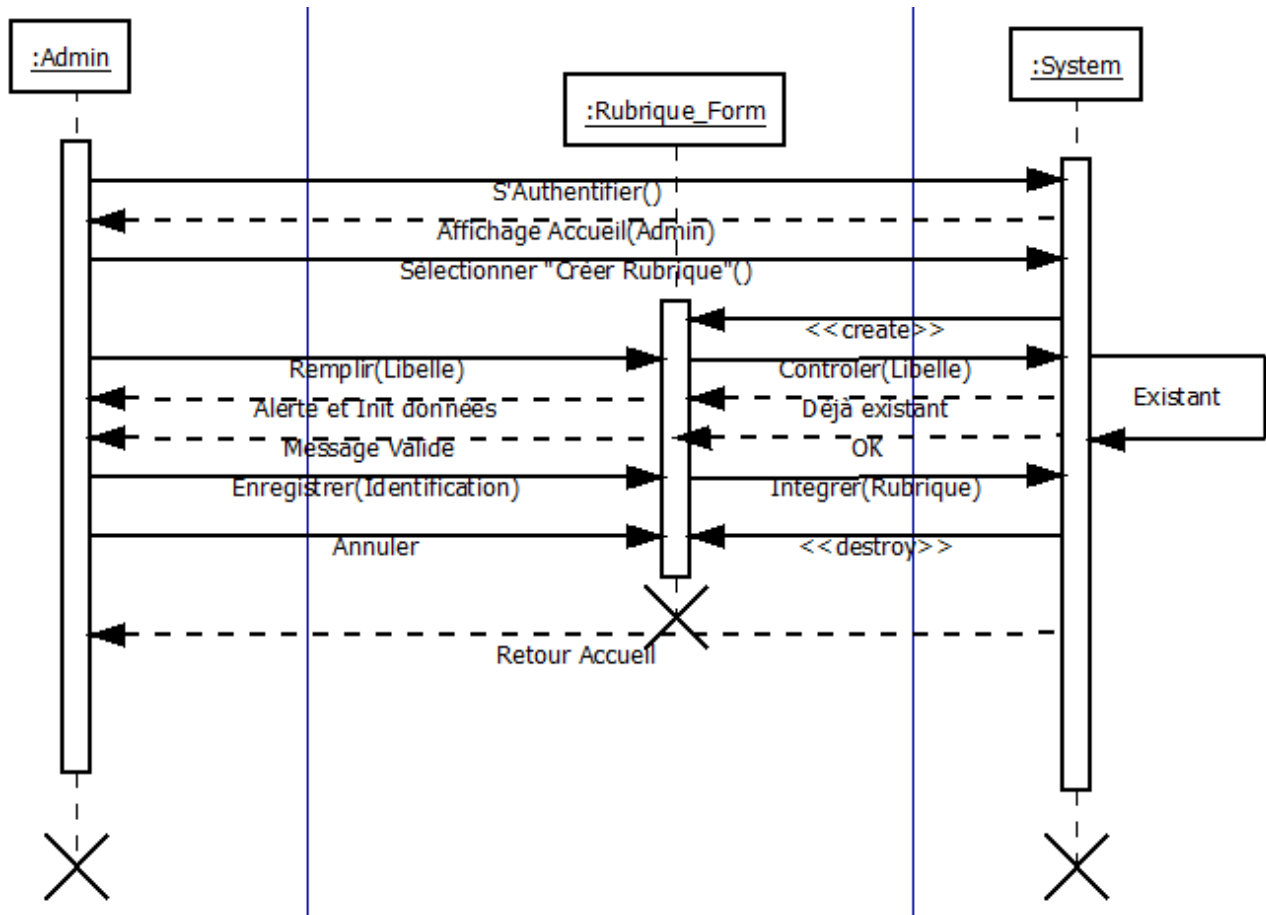 :Admin
:Rubrique_Form
:System
S'Authentifier()
Affichage Accueil(Admin)
Sélectionner "Créer Rubrique"()
<<create>>
Remplir(Libelle)
Controler(Libelle)
Existant
Alerte et Init données
Déjà existant
Message Valide
OK
Enregistrer(Identification)
Integrer(Rubrique)
Annuler
<<destroy>>
Retour Accueil